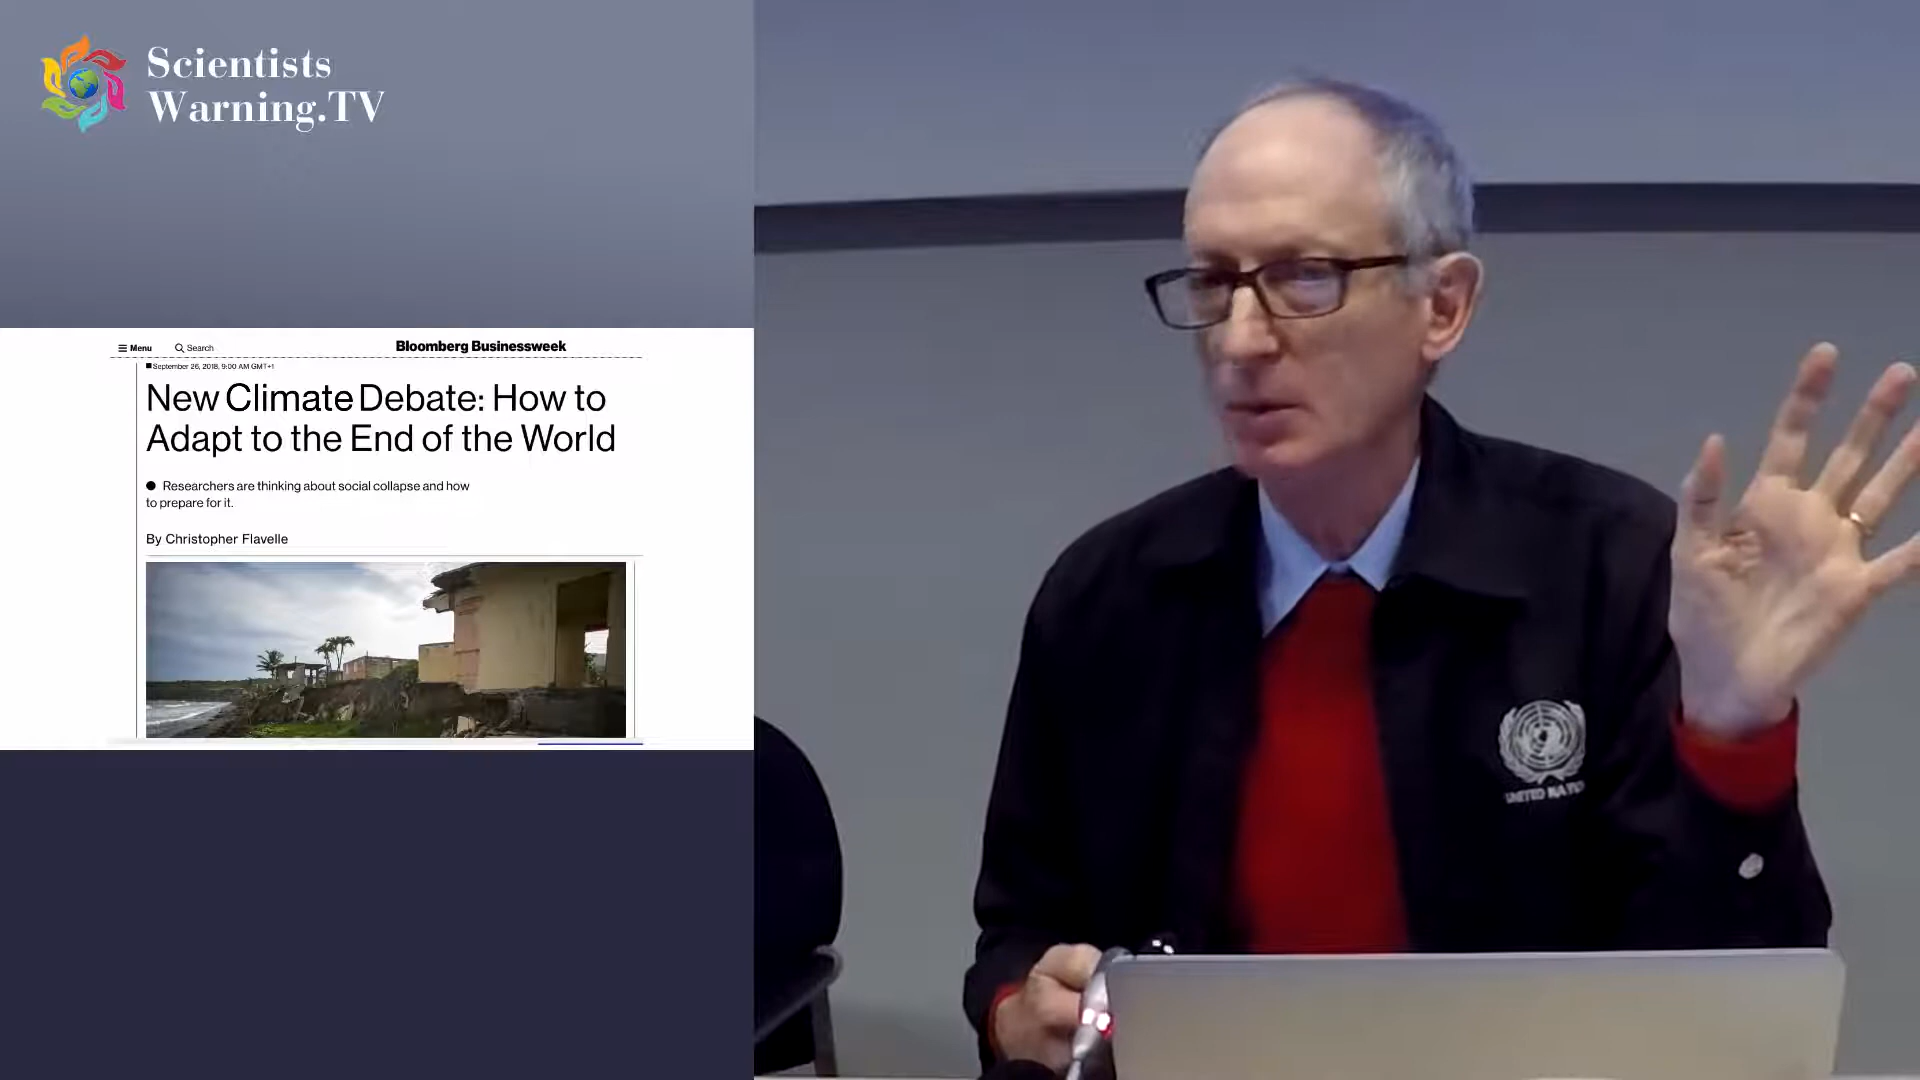 Scientists
Warning.TV
Menu
Search
Bloomberg Businessweek
September 26, 2018, 9:00 AM GMT+1
New Climate Debate: How to
Adapt to the End of the World
Researchers are thinking about social collapse and how
to prepare for it.
By Christopher Flavelle
UNITED NATIONS